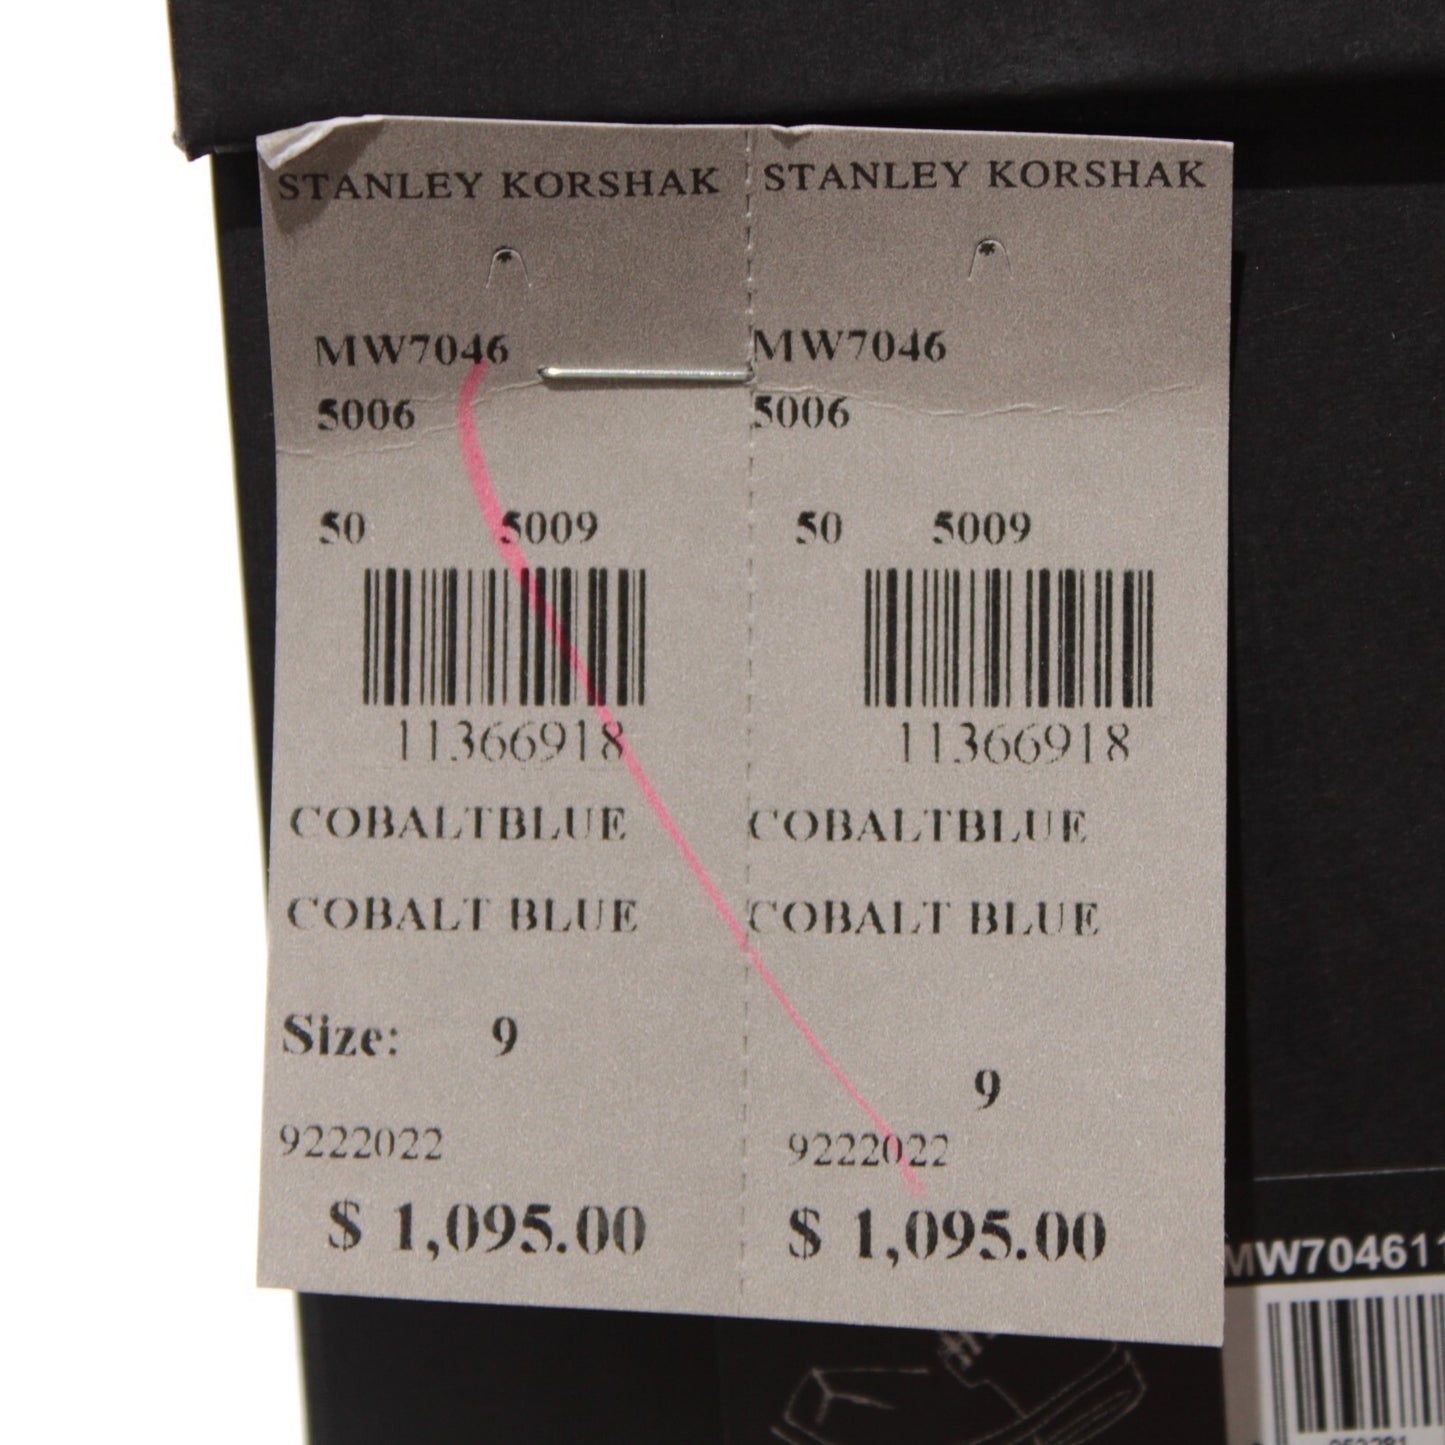 STANLEY KORSHAK
MW7046
5006
50 5009
11366918
COBALTBLUE
COBALT BLUE
Size: 9
9222022
$ 1,095.00
STANLEY KORSHAK
MW7046
5006
50 5009
11366918
COBALTBLUE
COBALT BLUE
9
9222022
$ 1,095.00
MW704611